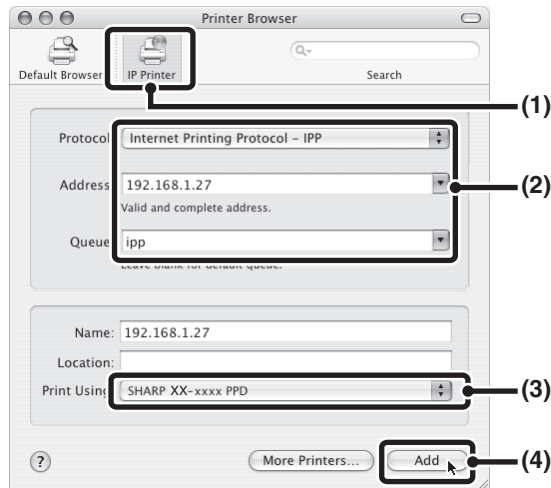 Printer Browser
Default Browser
IP Printer
Search
(1)
Protocol
Internet Printing Protocol – IPP
Address
192.168.1.27
(2)
Valid and complete address.
Queue
ipp
Leave blank for default queue.
Name: 192.168.1.27
Location:
Print Using
SHARP XX-xxxx PPD
(3)
?
More Printers...
Add
(4)